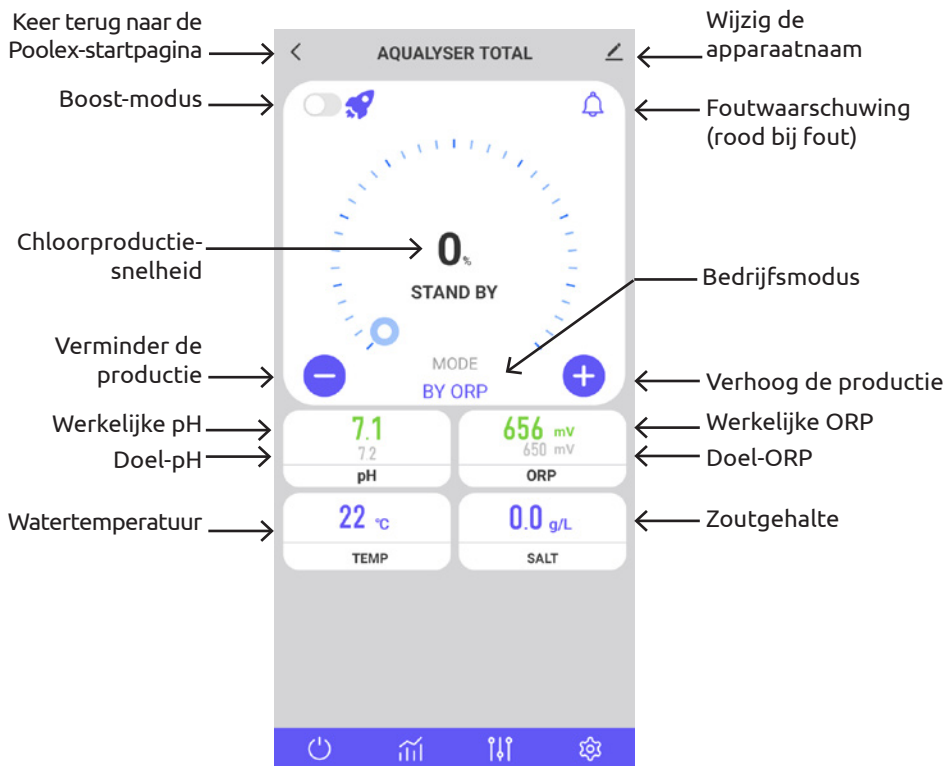 Keer terug naar de
Poolex-startpagina
AQUALYSER TOTAL
Wijzig de
apparaatnaam
Boost-modus
Foutwaarschuwing
(rood bij fout)
Chloorproductie-
snelheid
0%
STAND BY
Bedrijfsmodus
Verminder de
productie
MODE
BY ORP
Verhoog de productie
Werkelijke pH
7.1
656 mV
Werkelijke ORP
Doel-pH
7.2
650 mV
Doel-ORP
pH
ORP
Watertemperatuur
22 °C
0.0 g/L
Zoutgehalte
TEMP
SALT